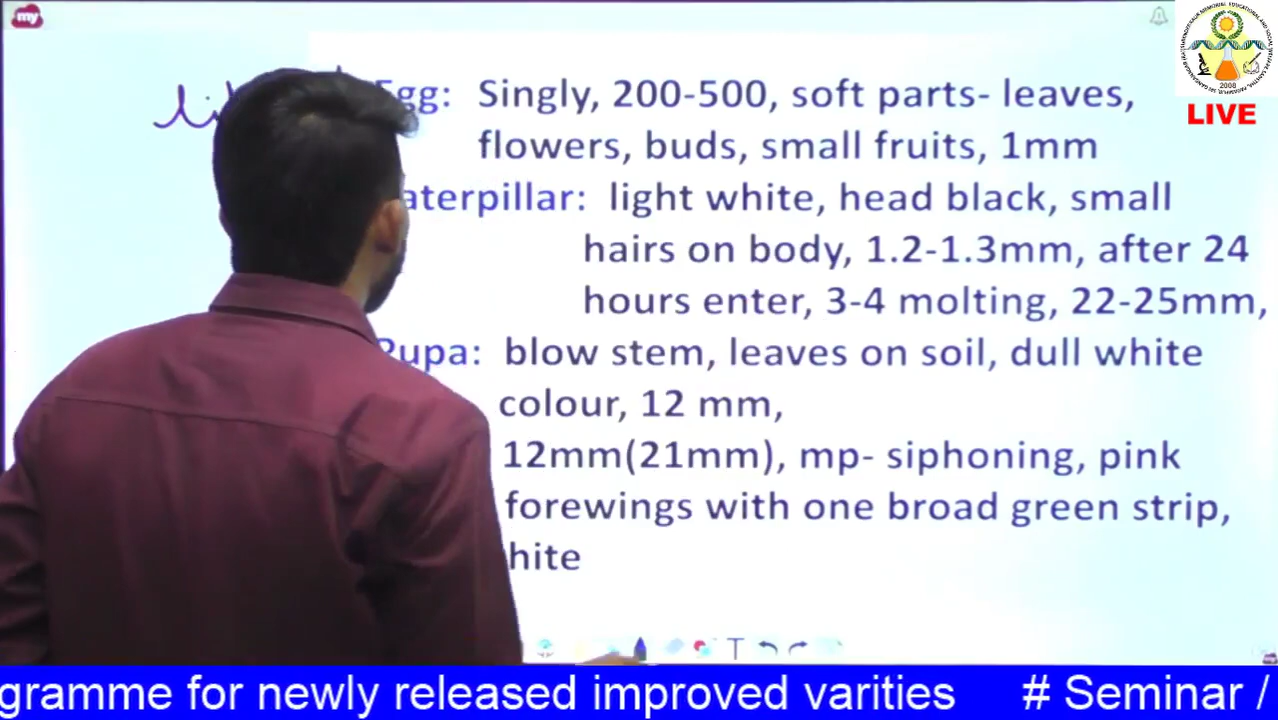 my
Egg: Singly, 200-500, soft parts- leaves,
flowers, buds, small fruits, 1mm
aterpillar: light white, head black, small
hairs on body, 1.2-1.3mm, after 24
hours enter, 3-4 molting, 22-25mm,
Pupa: blow stem, leaves on soil, dull white
colour, 12 mm,
12mm(21mm), mp- siphoning, pink
forewings with one broad green strip,
hite
2008
LIVE
T
gramme for newly released improved varities # Seminar /